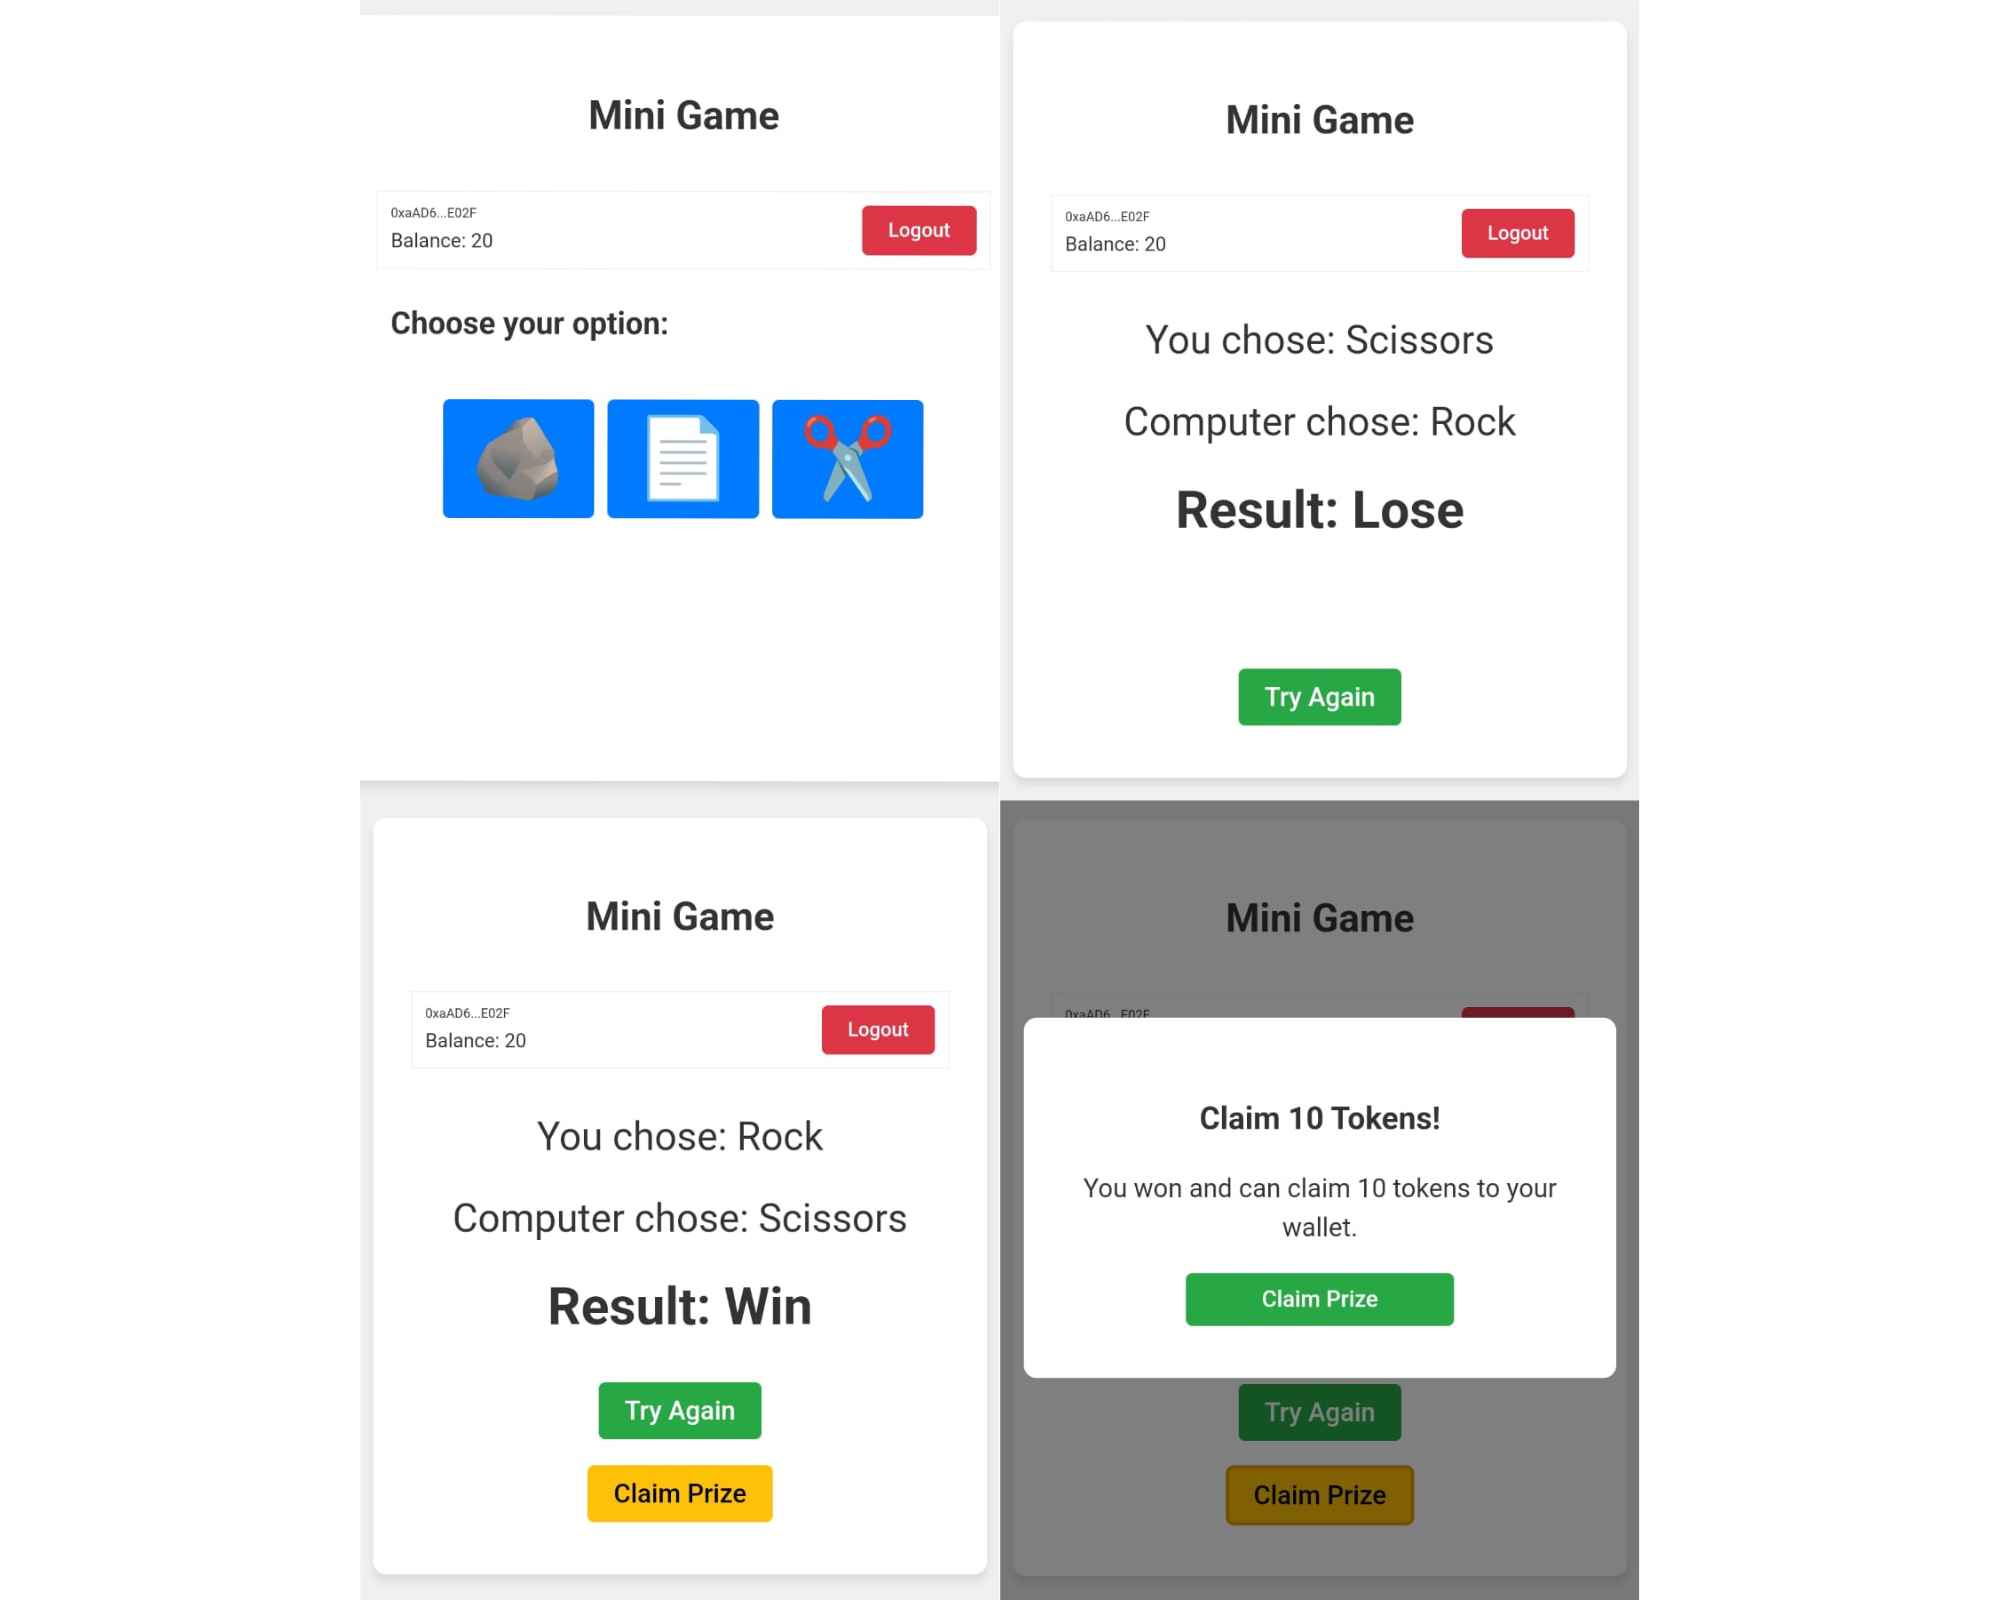 Mini Game
0xaAD6...E02F
Balance: 20
Logout
Choose your option:
Mini Game
0xaAD6...E02F
Balance: 20
Logout
You chose: Scissors
Computer chose: Rock
Result: Lose
Try Again
Mini Game
0xaAD6...E02F
Balance: 20
Logout
You chose: Rock
Computer chose: Scissors
Result: Win
Try Again
Claim Prize
Mini Game
0xaAD6...E02F
Claim 10 Tokens!
You won and can claim 10 tokens to your
wallet.
Claim Prize
Try Again
Claim Prize